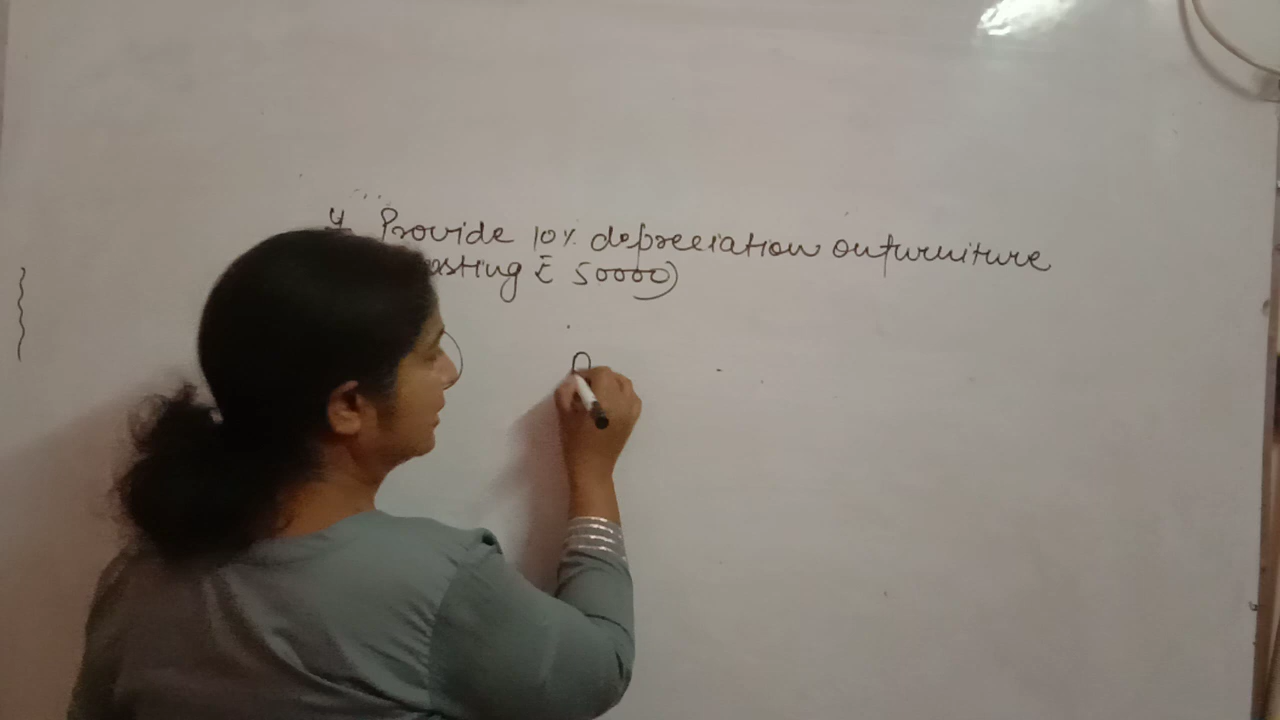 4 Provide 10% depreciation on furniture
costing ₹ 50000)